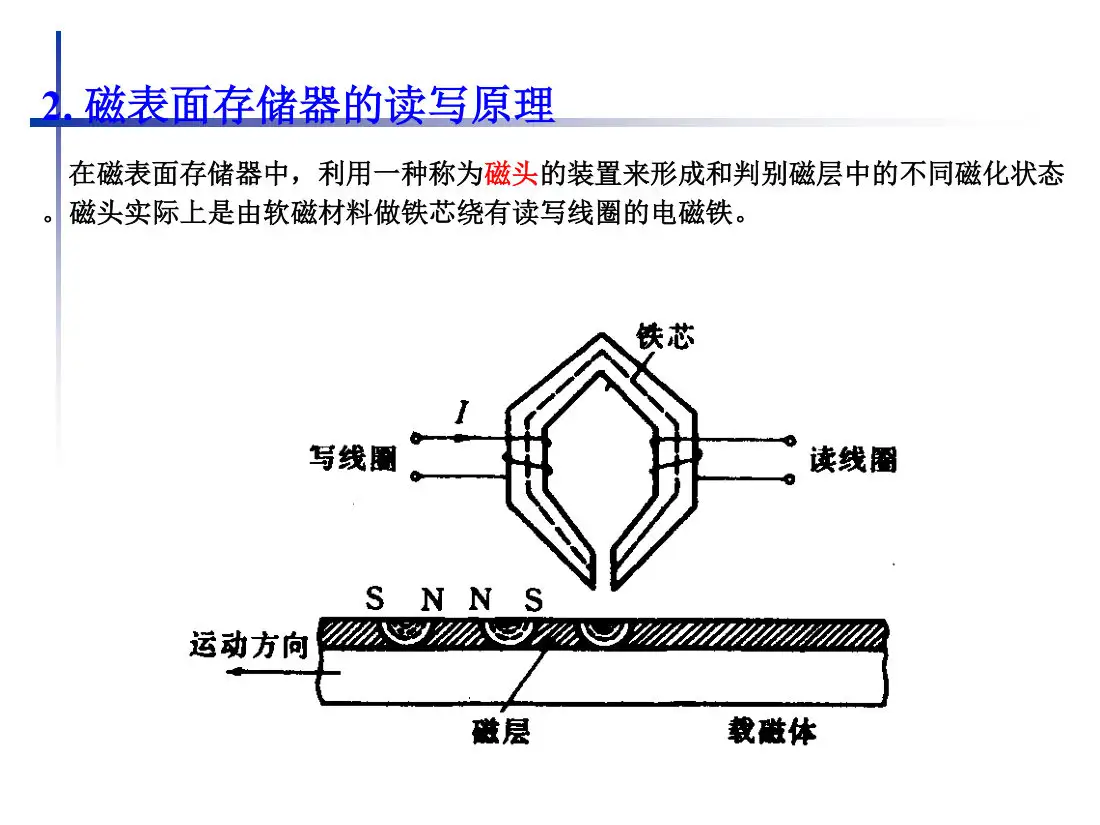 2. 磁表面存储器的读写原理
在磁表面存储器中，利用一种称为磁头的装置来形成和判别磁层中的不同磁化状态
。磁头实际上是由软磁材料做铁芯绕有读写线圈的电磁铁。
铁芯
I
写线圈
读线圈
S N N S
运动方向
磁层
载磁体